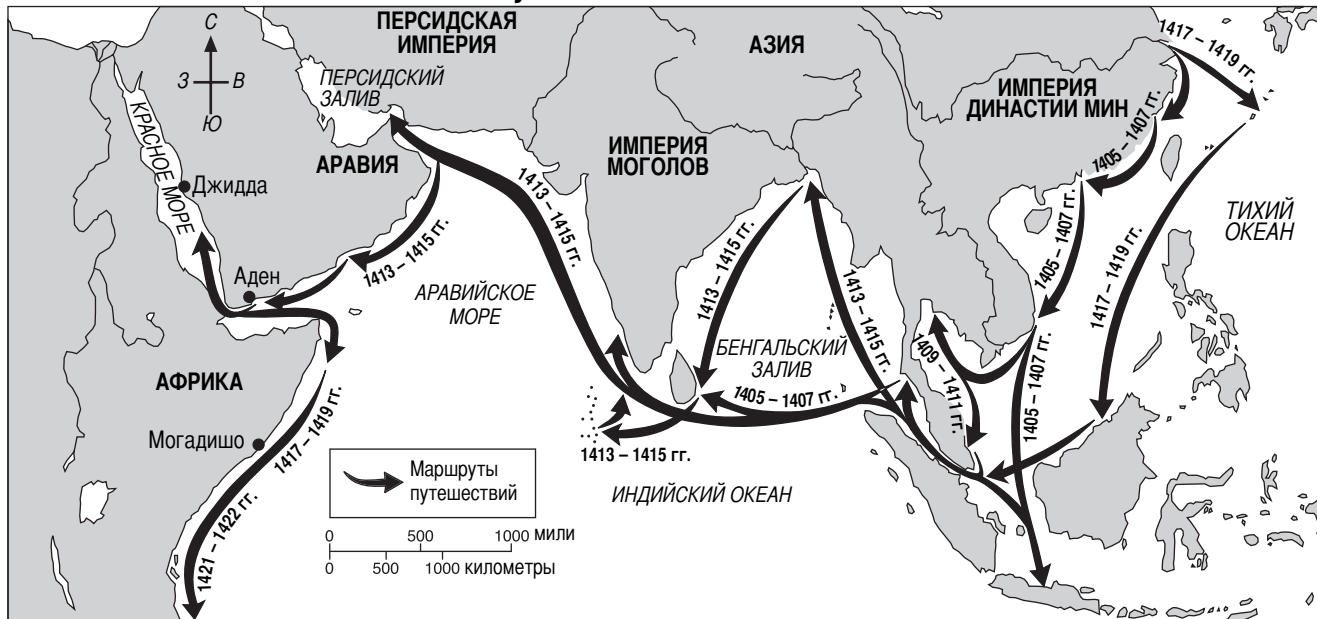 ПЕРСИДСКАЯ
ИМПЕРИЯ
АЗИЯ
1417 – 1419 гг.
С
З
В
Ю
ПЕРСИДСКИЙ
ЗАЛИВ
ИМПЕРИЯ
ДИНАСТИИ МИН
КРАСНОЕ МОРЕ
АРАВИЯ
ИМПЕРИЯ
МОГОЛОВ
1405 – 1407 гг.
Джидда
1413 – 1415 гг.
ТИХИЙ
ОКЕАН
1405 – 1407 гг.
1413 – 1415 гг.
1413 – 1415 гг.
1417 – 1419 гг.
Аден
АРАВИЙСКОЕ
МОРЕ
1413 – 1415 гг.
БЕНГАЛЬСКИЙ
ЗАЛИВ
1409 – 1411 гг.
1405 – 1407 гг.
АФРИКА
1405 – 1407 гг.
Могадишо
1417 – 1419 гг.
1413 – 1415 гг.
Маршруты
путешествий
ИНДИЙСКИЙ ОКЕАН
1421 – 1422 гг.
0 500 1000 мили
0 500 1000 километры